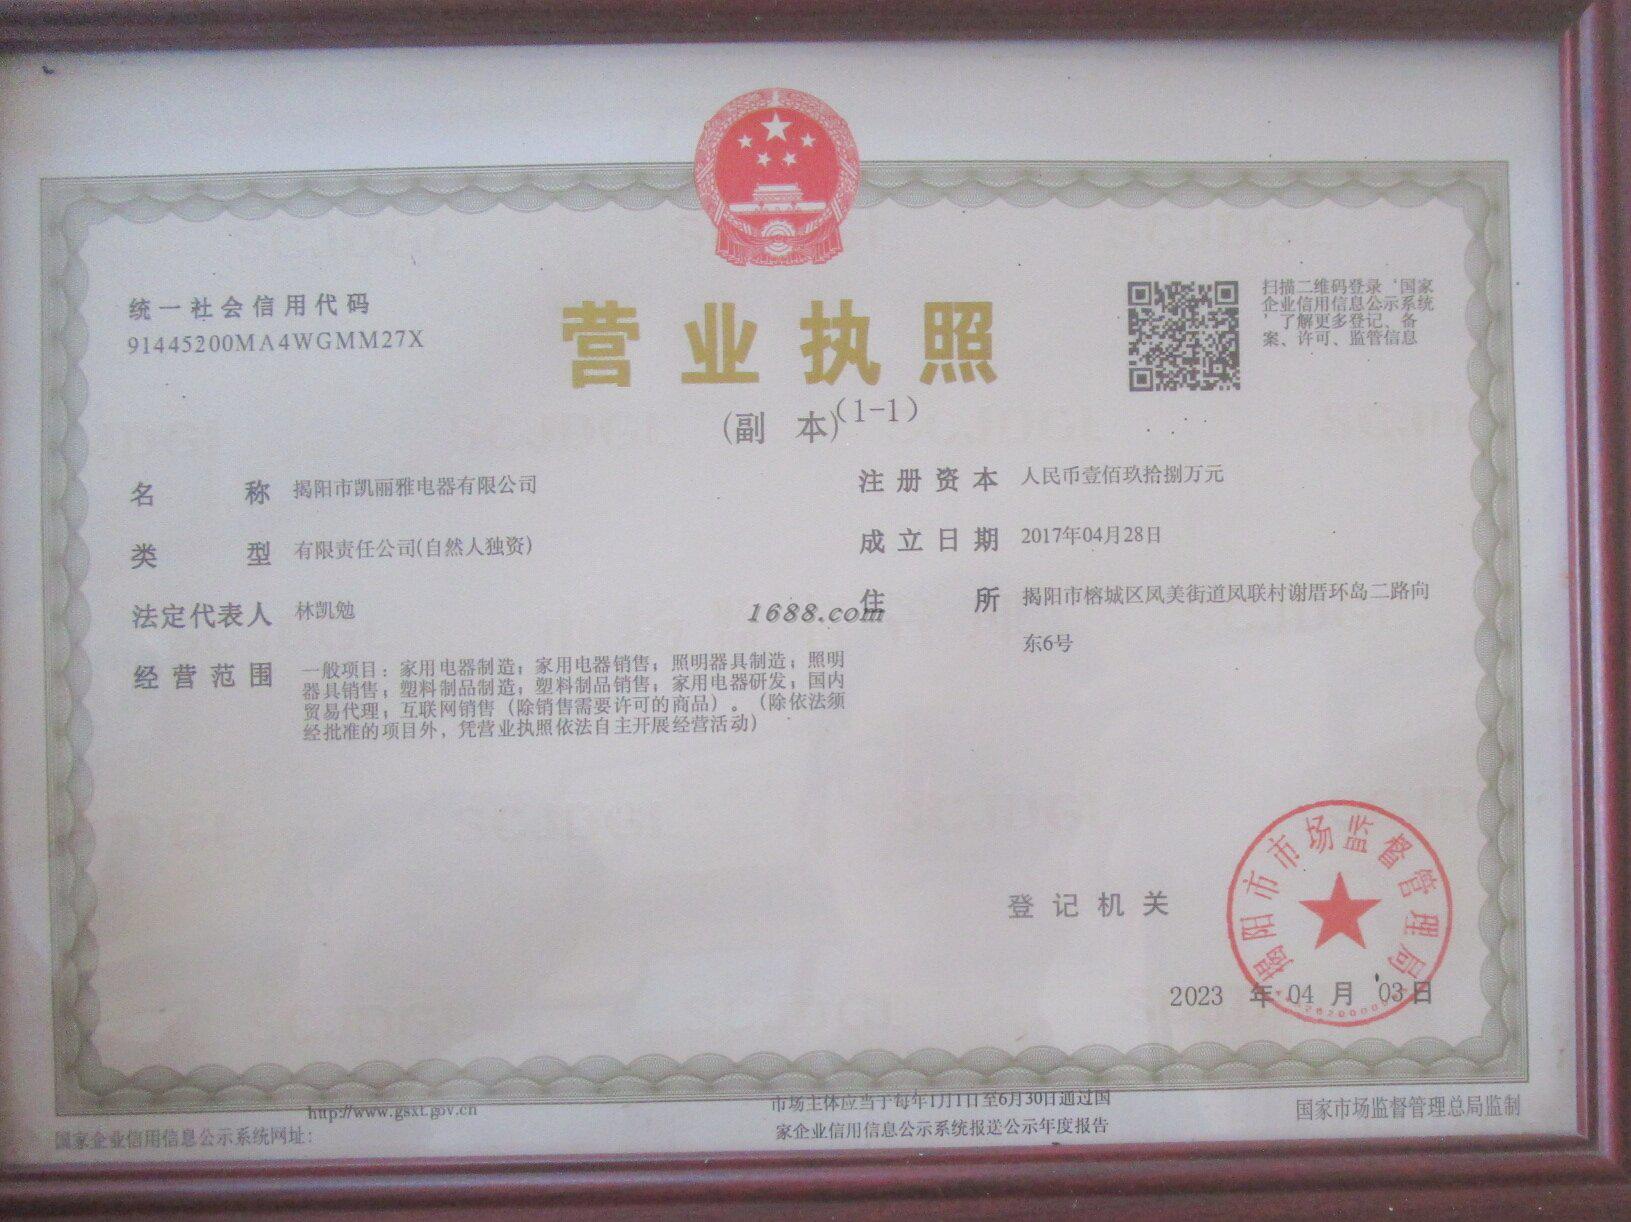 统一社会信用代码
91445200MA4WGMM27X
营业执照
(副 本)(1-1)
扫描二维码登录‘国家
企业信用信息公示系统
’了解更多登记、备
案、许可、监管信息
名 称 揭阳市凯丽雅电器有限公司
类 型 有限责任公司(自然人独资)
法定代表人 林凯勉
经营范围 一般项目：家用电器制造；家用电器销售；照明器具制造；照明
器具销售；塑料制品制造；塑料制品销售；家用电器研发；国内
贸易代理；互联网销售（除销售需要许可的商品）。（除依法须
经批准的项目外，凭营业执照依法自主开展经营活动）
注册资本 人民币壹佰玖拾捌万元
成立日期 2017年04月28日
住 所 揭阳市榕城区凤美街道凤联村谢厝环岛二路向
东6号
1688.com
登记机关
揭阳市市场监督管理局
2023 年 04 月 03 日
http://www.gsxt.gov.cn
国家企业信用信息公示系统网址：
市场主体应当于每年1月1日至6月30日通过国
家企业信用信息公示系统报送公示年度报告
国家市场监督管理总局监制